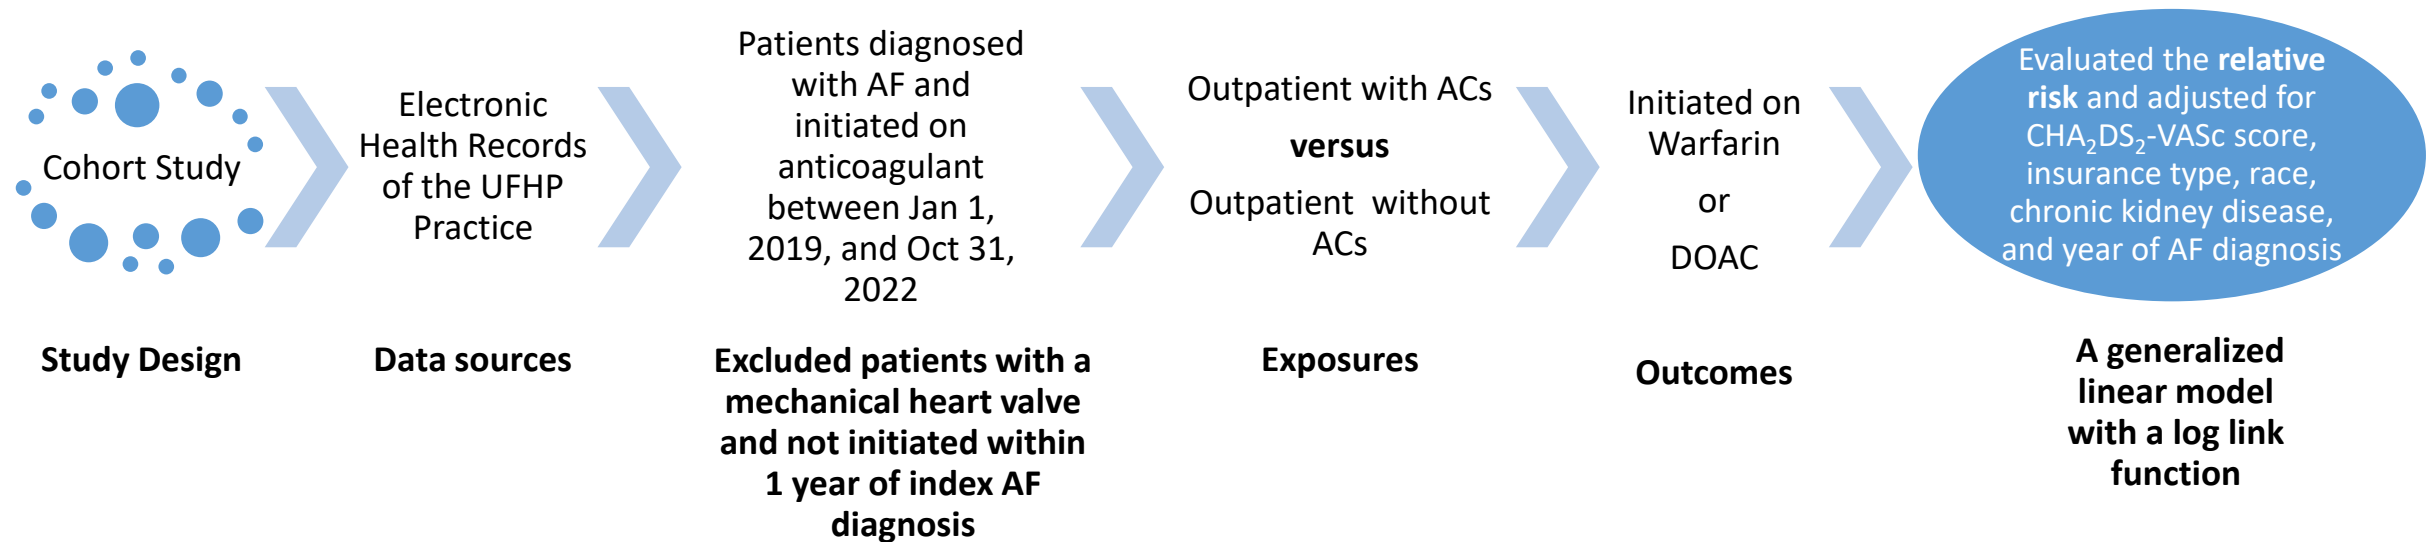 Cohort Study
Study Design
Electronic
Health Records
of the UFHP
Practice
Data sources
Patients diagnosed
with AF and
initiated on
anticoagulant
between Jan 1,
2019, and Oct 31,
2022
Excluded patients with a
mechanical heart valve
and not initiated within
1 year of index AF
diagnosis
Outpatient with ACs
versus
Outpatient without
ACs
Exposures
Initiated on
Warfarin
or
DOAC
Outcomes
Evaluated the relative
risk and adjusted for
CHA₂DS₂-VASc score,
insurance type, race,
chronic kidney disease,
and year of AF diagnosis
A generalized
linear model
with a log link
function